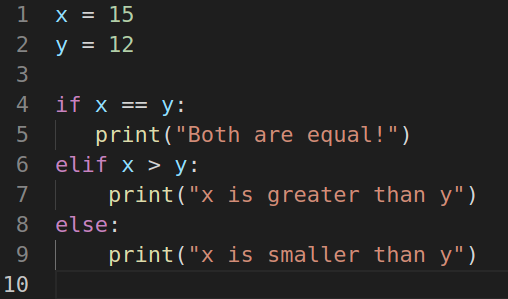 1 x = 15
2 y = 12
3
4 if x == y:
5    print("Both are equal!")
6 elif x > y:
7     print("x is greater than y")
8 else:
9     print("x is smaller than y")
10